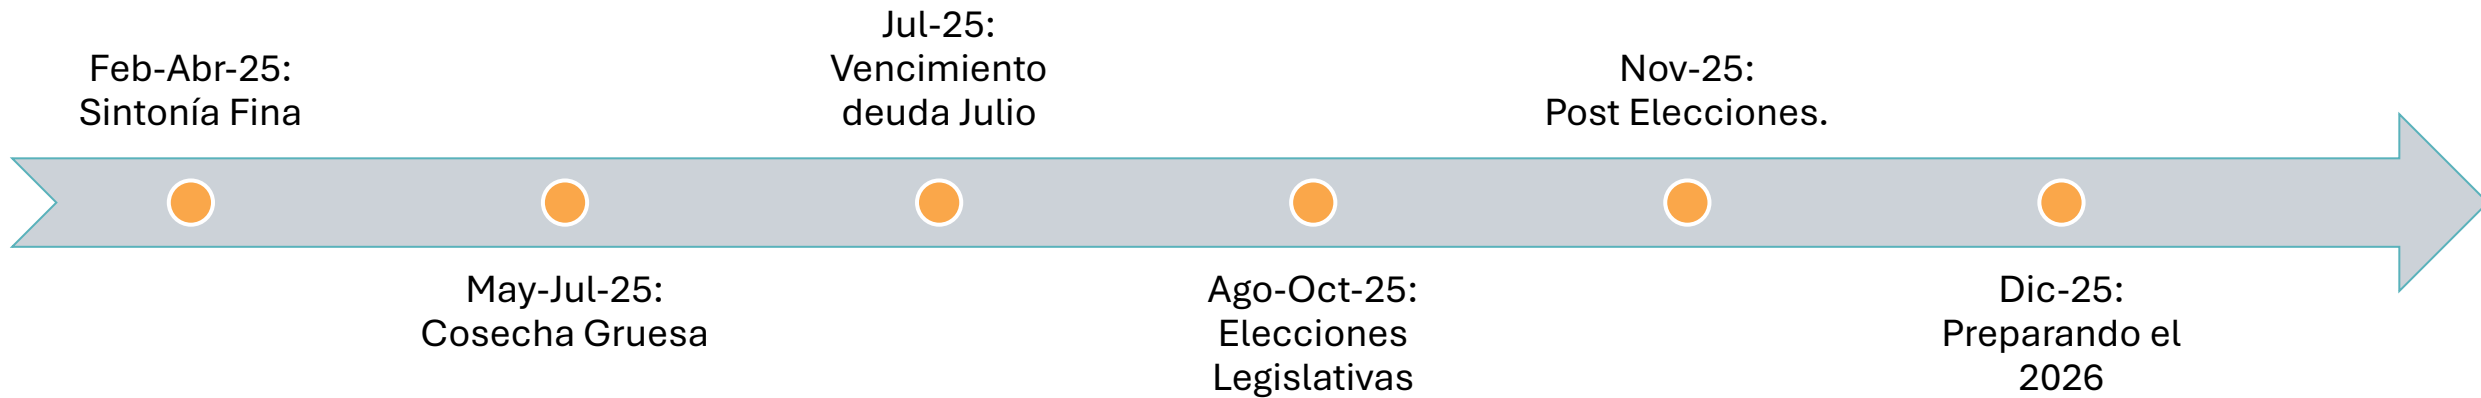 Feb-Abr-25:
Sintonía Fina
May-Jul-25:
Cosecha Gruesa
Jul-25:
Vencimiento
deuda Julio
Ago-Oct-25:
Elecciones
Legislativas
Nov-25:
Post Elecciones.
Dic-25:
Preparando el
2026